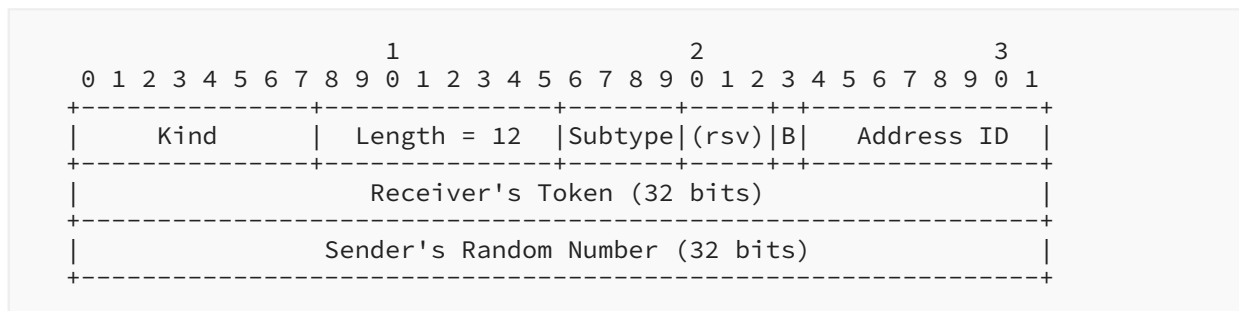 1                   2                   3
 0 1 2 3 4 5 6 7 8 9 0 1 2 3 4 5 6 7 8 9 0 1 2 3 4 5 6 7 8 9 0 1
+---------------+---------------+-------+-----+-+---------------+
|     Kind      |  Length = 12  |Subtype|(rsv)|B|   Address ID  |
+---------------+---------------+-------+-----+-+---------------+
|                   Receiver's Token (32 bits)                  |
+---------------------------------------------------------------+
|                Sender's Random Number (32 bits)               |
+---------------------------------------------------------------+